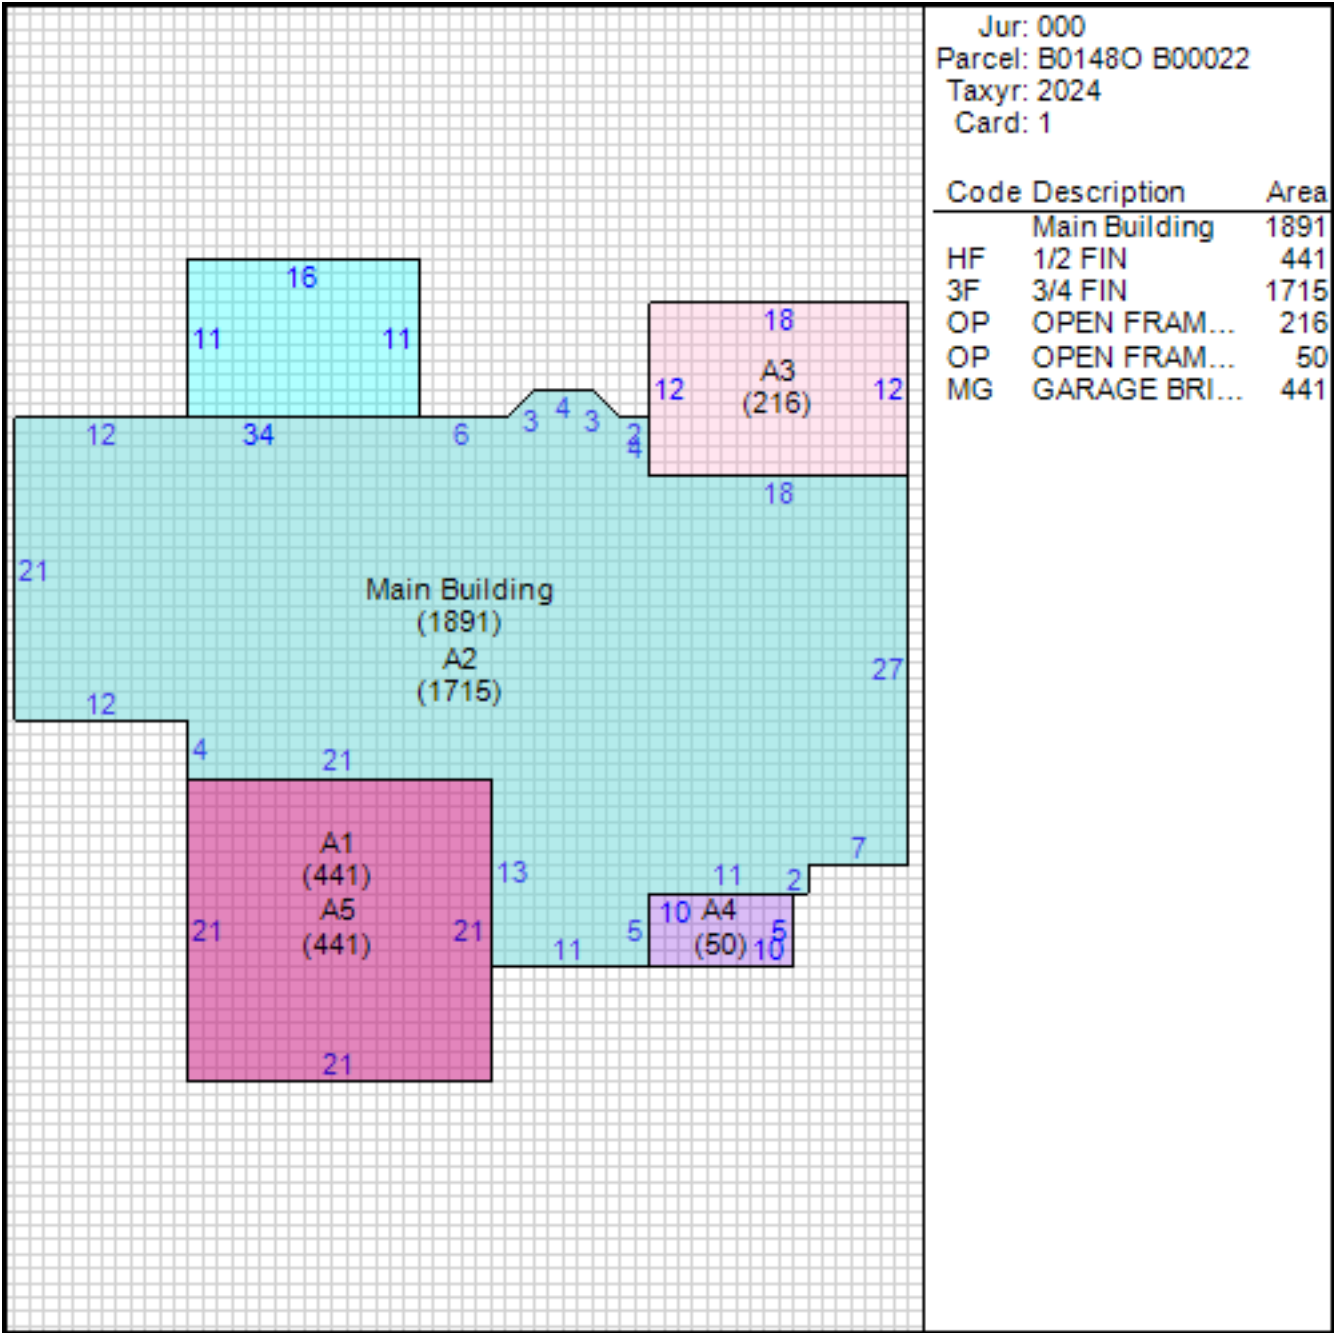 Jur: 000
Parcel: B0148O B00022
Taxyr: 2024
Card: 1
Code Description Area
Main Building 1891
HF 1/2 FIN 441
3F 3/4 FIN 1715
OP OPEN FRAM... 216
OP OPEN FRAM... 50
MG GARAGE BRI... 441
16
11 11
18
12 A3 12
(216)
12 34 6 3 4 3 2
4
18
21
Main Building
(1891)
A2
(1715)
27
12
4 21
7
A1
(441)
13 11 2
A5
(441)
21 21
11 5
10 A4 5
(50) 10
21